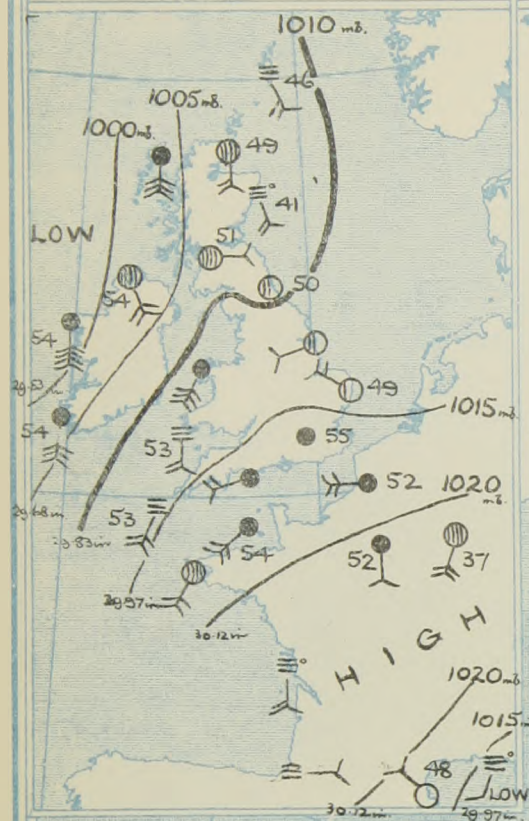 1010 mb.
46
1005 mb.
1000 mb.
49
41
LOW
51
54
50
54
49
1015 mb.
54
53
55
52
1020
mb.
29.68 in
53
29.83 in
54
52
37
29.97 in
30.12 in
HIGH
1020 mb.
1015
48
LOW
30.12 in.
29.97 in.